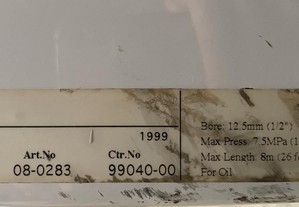 1999
Art.No Ctr.No
08-0283 99040-00
Bore: 12.5mm (1/2")
Max Press: 7.5MPa (1
Max Length: 8m (26 fe
For Oil